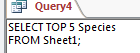 Query4
SELECT TOP 5 Species
FROM Sheet1;